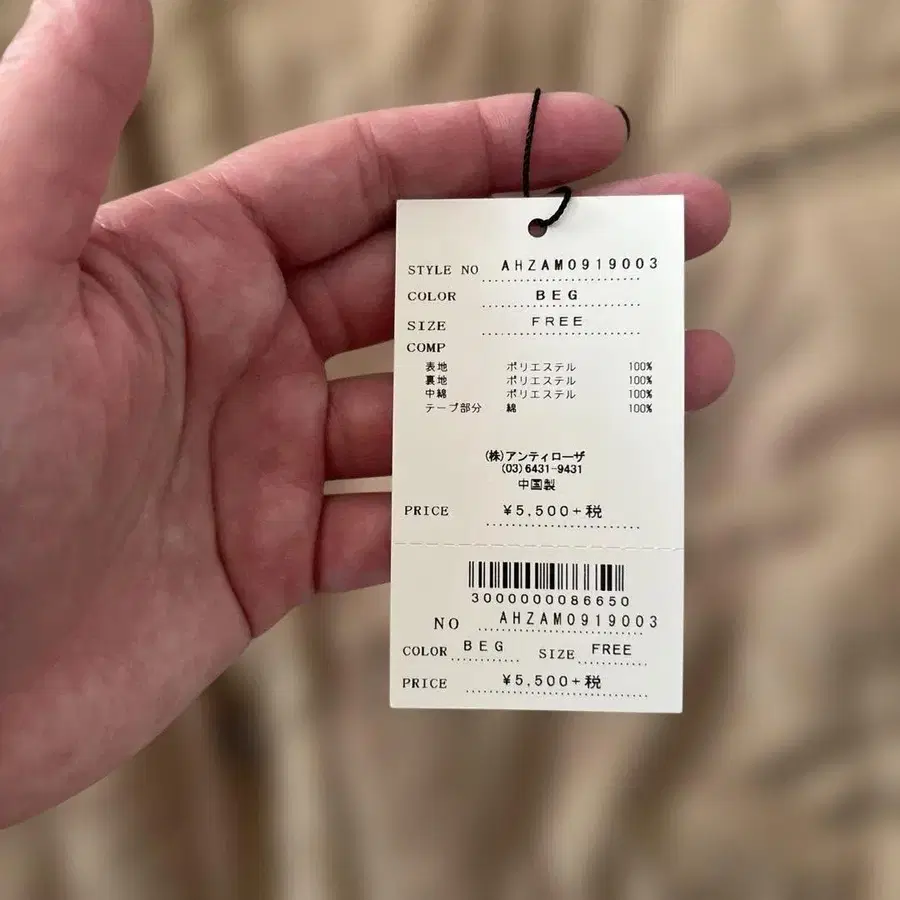 STYLE NO AHZAM0919003
COLOR BEG
SIZE FREE
COMP
表地 ポリエステル 100%
裏地 ポリエステル 100%
中綿 ポリエステル 100%
テープ部分 綿 100%
(株)アンティローザ
(03)6431-9431
中国製
PRICE ¥5,500+税
3000000086650
NO AHZAM0919003
COLOR BEG SIZE FREE
PRICE ¥5,500+税